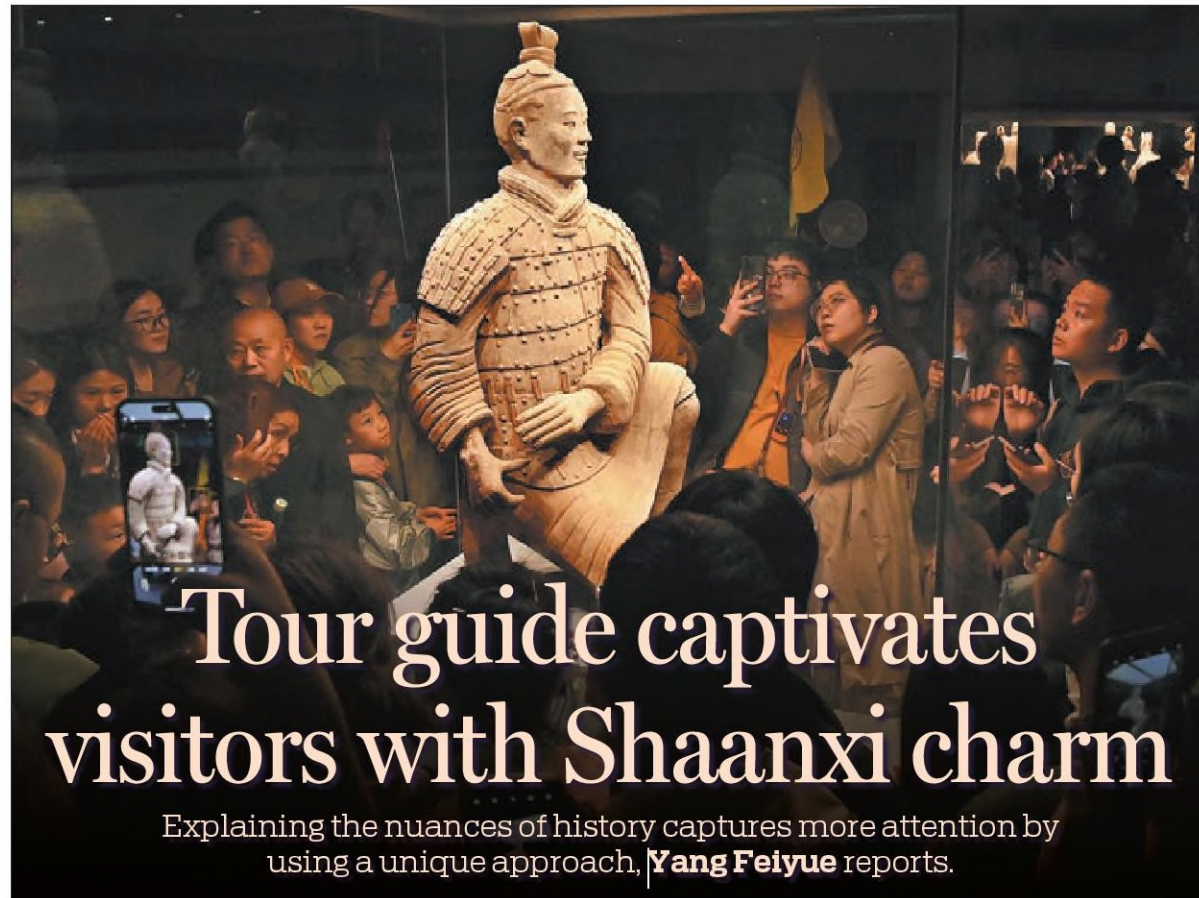 Tour guide captivates
visitors with Shaanxi charm
Explaining the nuances of history captures more attention by
using a unique approach, Yang Feiyue reports.